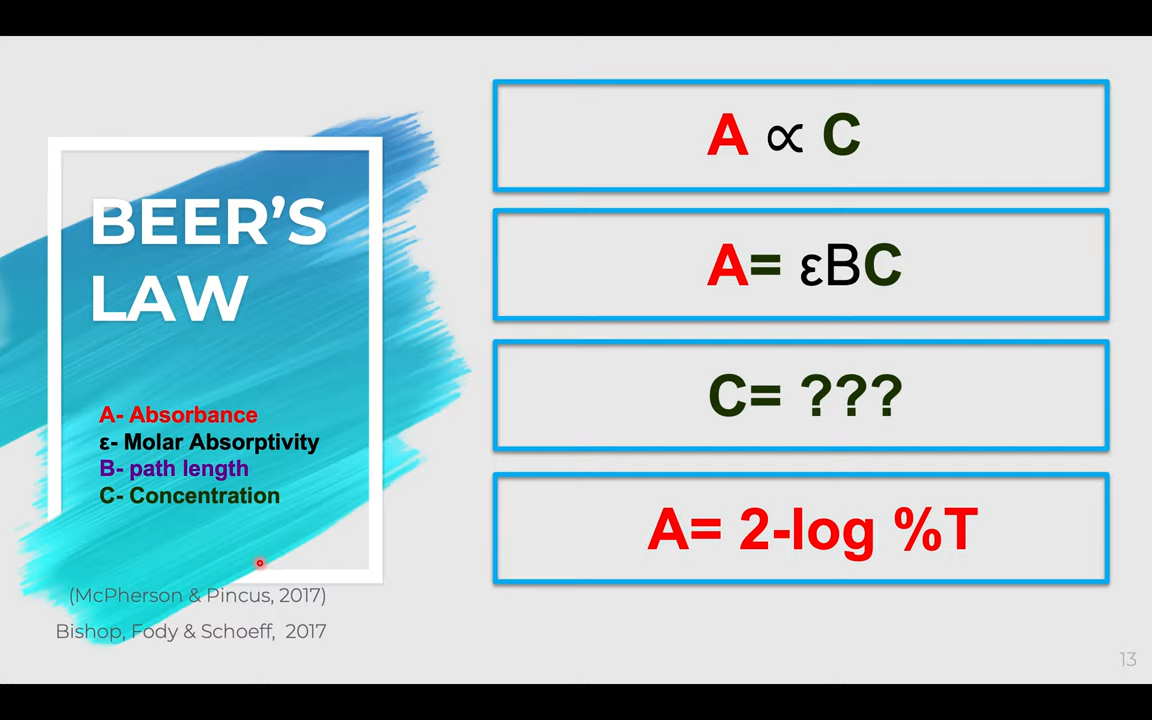 BEER’S
LAW
A- Absorbance
ε- Molar Absorptivity
B- path length
C- Concentration
(McPherson & Pincus, 2017)
Bishop, Fody & Schoeff,  2017
A ∝ C
A= εBC
C= ???
A= 2-log %T
13